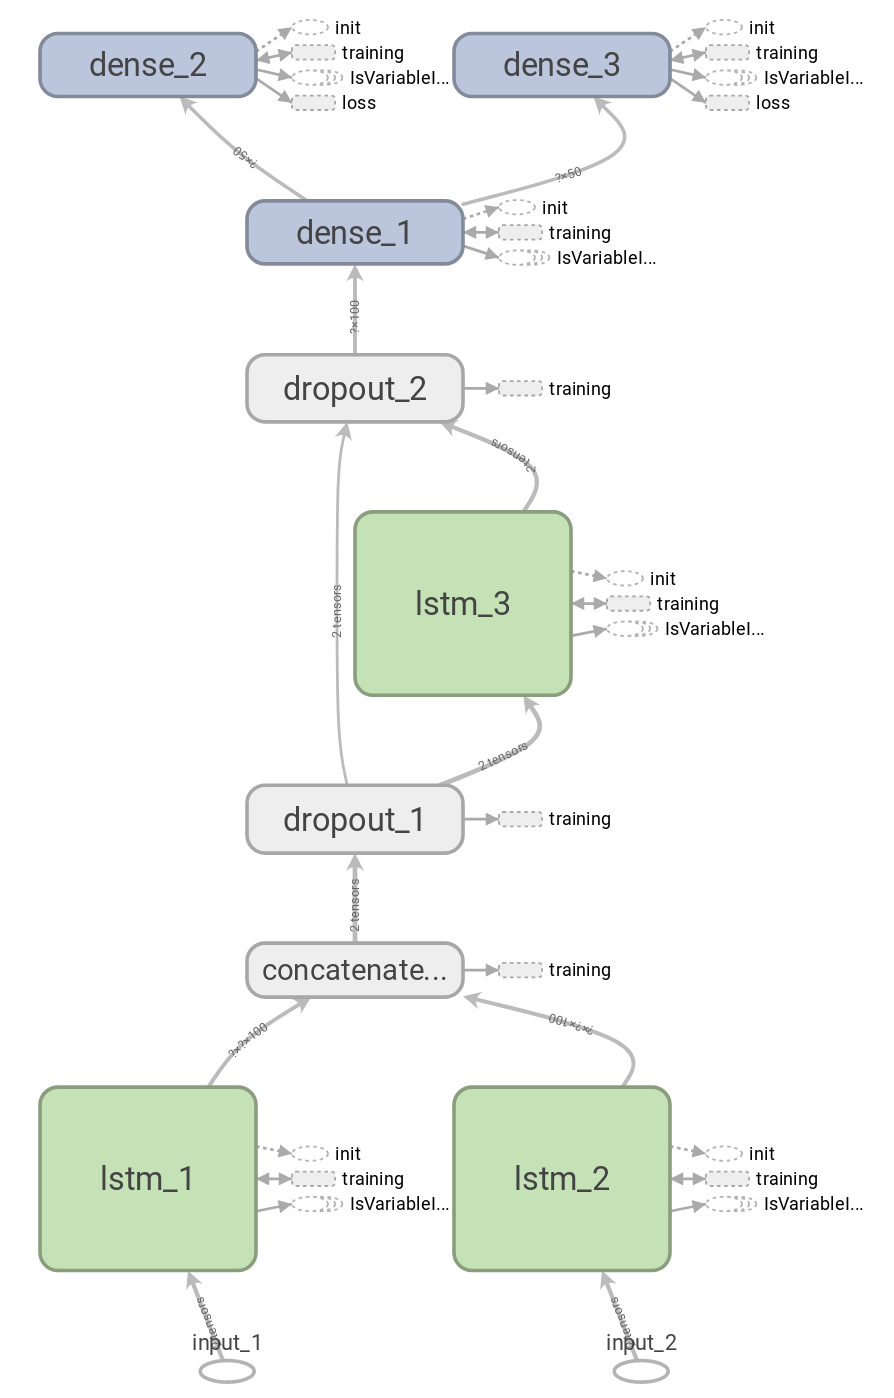 dense_2
init
training
IsVariableI...
loss
dense_3
init
training
IsVariableI...
loss
?×50
?×50
dense_1
init
training
IsVariableI...
?×100
dropout_2
training
2 tensors
lstm_3
init
training
IsVariableI...
2 tensors
2 tensors
dropout_1
training
2 tensors
concatenate...
training
?×?×100
?×?×100
lstm_1
init
training
IsVariableI...
lstm_2
init
training
IsVariableI...
tensors
input_1
tensors
input_2